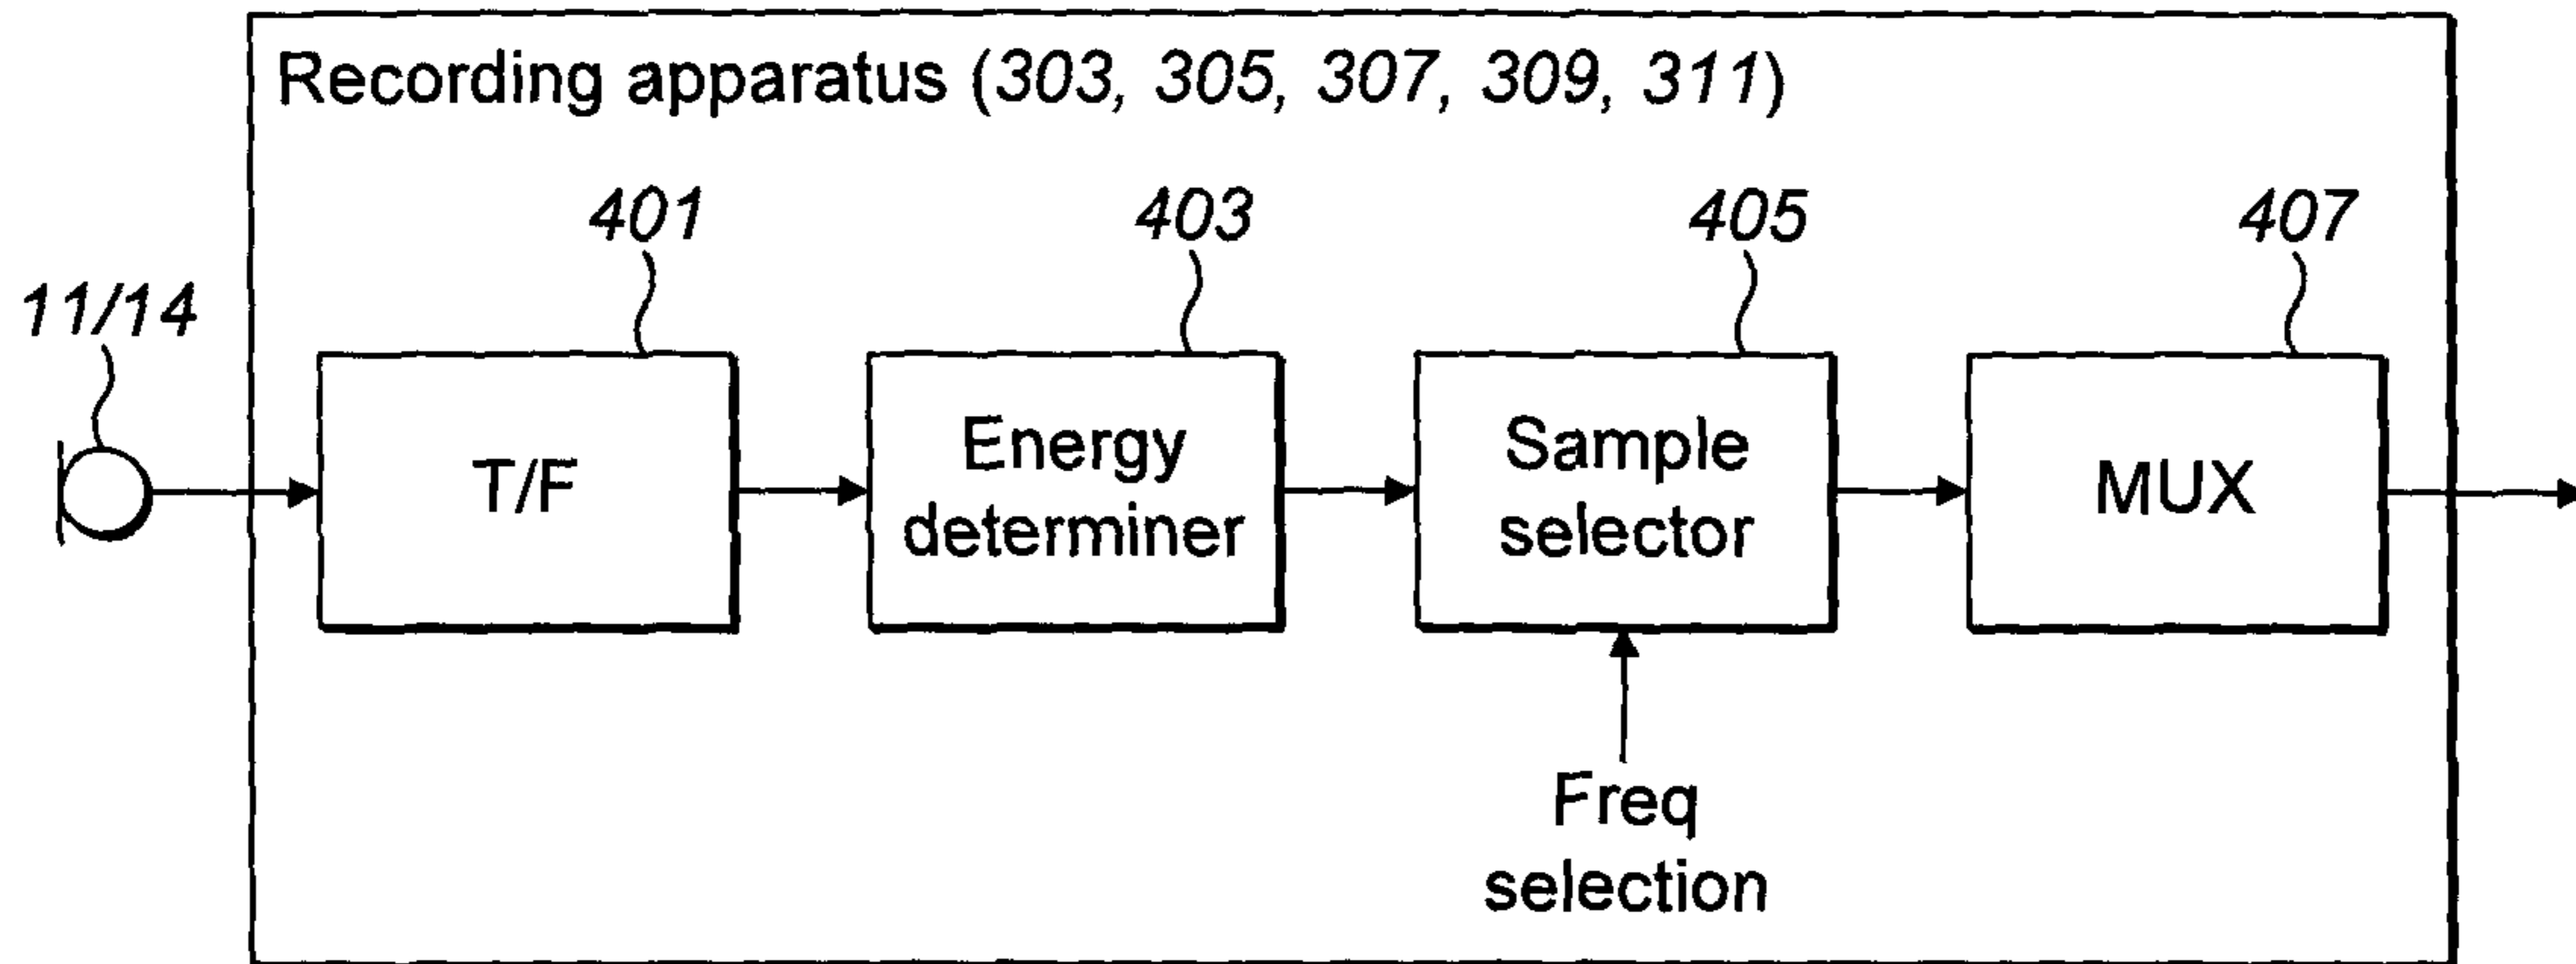 Recording apparatus (303, 305, 307, 309, 311)
401
403
405
407
11/14
T/F
Energy
determiner
Sample
selector
MUX
Freq
selection